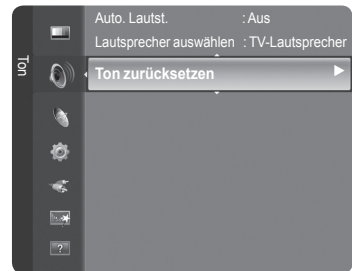 Auto. Lautst. : Aus
Lautsprecher auswählen : TV-Lautsprecher
Ton
Ton zurücksetzen
?